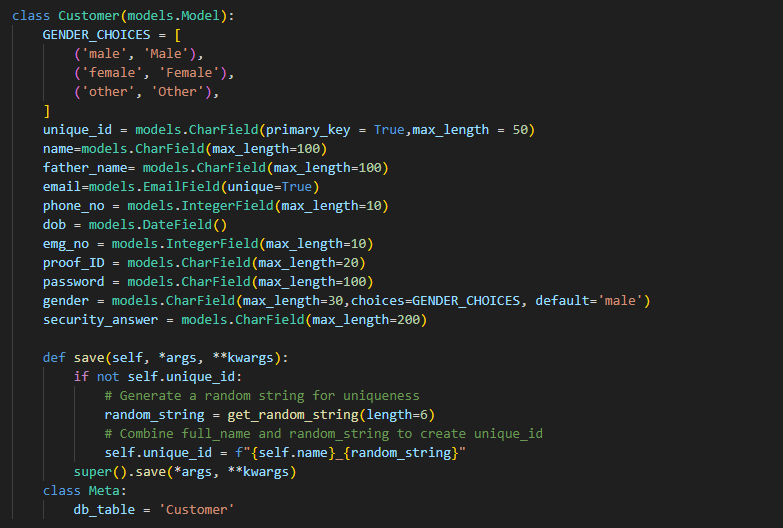 class Customer(models.Model):
    GENDER_CHOICES = [
        ('male', 'Male'),
        ('female', 'Female'),
        ('other', 'Other'),
    ]
    unique_id = models.CharField(primary_key = True,max_length = 50)
    name=models.CharField(max_length=100)
    father_name= models.CharField(max_length=100)
    email=models.EmailField(unique=True)
    phone_no = models.IntegerField(max_length=10)
    dob = models.DateField()
    emg_no = models.IntegerField(max_length=10)
    proof_ID = models.CharField(max_length=20)
    password = models.CharField(max_length=100)
    gender = models.CharField(max_length=30,choices=GENDER_CHOICES, default='male')
    security_answer = models.CharField(max_length=200)

    def save(self, *args, **kwargs):
        if not self.unique_id:
            # Generate a random string for uniqueness
            random_string = get_random_string(length=6)
            # Combine full_name and random_string to create unique_id
            self.unique_id = f"{self.name}_{random_string}"
        super().save(*args, **kwargs)
    class Meta:
        db_table = 'Customer'